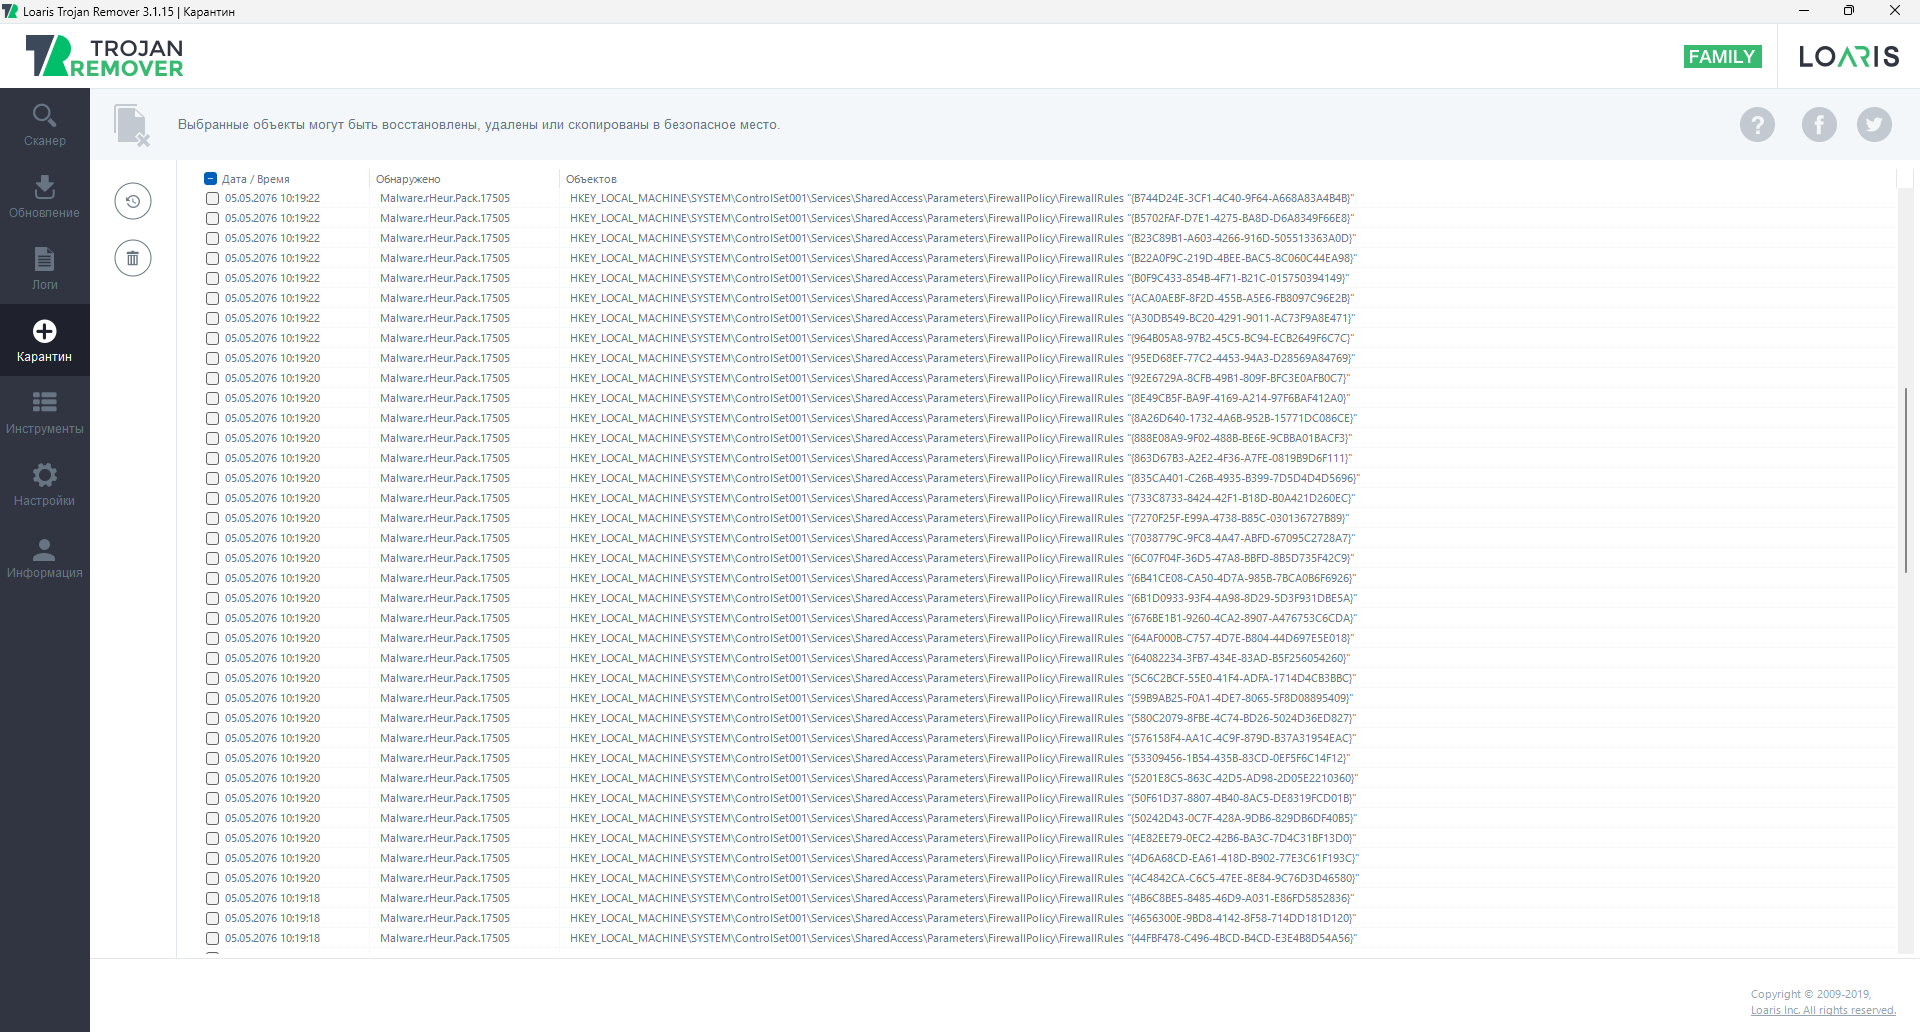 Loaris Trojan Remover 3.1.15 | Карантин
TROJAN REMOVER
FAMILY
LOARIS
Сканер
Обновление
Логи
Карантин
Инструменты
Настройки
Информация
Выбранные объекты могут быть восстановлены, удалены или скопированы в безопасное место.
Дата / Время Обнаружено Объектов
05.05.2076 10:19:22 Malware.rHeur.Pack.17505 HKEY_LOCAL_MACHINE\SYSTEM\ControlSet001\Services\SharedAccess\Parameters\FirewallPolicy\FirewallRules "{B744D24E-3CF1-4C40-9F64-A668A83A4B4B}"
05.05.2076 10:19:22 Malware.rHeur.Pack.17505 HKEY_LOCAL_MACHINE\SYSTEM\ControlSet001\Services\SharedAccess\Parameters\FirewallPolicy\FirewallRules "{B5702FAF-D7E1-4275-BA8D-D6A8349F66E8}"
05.05.2076 10:19:22 Malware.rHeur.Pack.17505 HKEY_LOCAL_MACHINE\SYSTEM\ControlSet001\Services\SharedAccess\Parameters\FirewallPolicy\FirewallRules "{B23C89B1-A603-4266-916D-505513363A0D}"
05.05.2076 10:19:22 Malware.rHeur.Pack.17505 HKEY_LOCAL_MACHINE\SYSTEM\ControlSet001\Services\SharedAccess\Parameters\FirewallPolicy\FirewallRules "{B22A0F9C-219D-4BEE-BAC5-8C060C44EA98}"
05.05.2076 10:19:22 Malware.rHeur.Pack.17505 HKEY_LOCAL_MACHINE\SYSTEM\ControlSet001\Services\SharedAccess\Parameters\FirewallPolicy\FirewallRules "{B0F9C433-854B-4F71-B21C-015750394149}"
05.05.2076 10:19:22 Malware.rHeur.Pack.17505 HKEY_LOCAL_MACHINE\SYSTEM\ControlSet001\Services\SharedAccess\Parameters\FirewallPolicy\FirewallRules "{ACA0AEBF-8F2D-455B-A5E6-FB8097C96E2B}"
05.05.2076 10:19:22 Malware.rHeur.Pack.17505 HKEY_LOCAL_MACHINE\SYSTEM\ControlSet001\Services\SharedAccess\Parameters\FirewallPolicy\FirewallRules "{A30DB549-BC20-4291-9011-AC73F9A8E471}"
05.05.2076 10:19:22 Malware.rHeur.Pack.17505 HKEY_LOCAL_MACHINE\SYSTEM\ControlSet001\Services\SharedAccess\Parameters\FirewallPolicy\FirewallRules "{964B05A8-97B2-45C5-BC94-ECB2649F6C7C}"
05.05.2076 10:19:20 Malware.rHeur.Pack.17505 HKEY_LOCAL_MACHINE\SYSTEM\ControlSet001\Services\SharedAccess\Parameters\FirewallPolicy\FirewallRules "{95ED68EF-77C2-4453-94A3-D28569A84769}"
05.05.2076 10:19:20 Malware.rHeur.Pack.17505 HKEY_LOCAL_MACHINE\SYSTEM\ControlSet001\Services\SharedAccess\Parameters\FirewallPolicy\FirewallRules "{92E6729A-8CFB-49B1-809F-BFC3E0AFB0C7}"
05.05.2076 10:19:20 Malware.rHeur.Pack.17505 HKEY_LOCAL_MACHINE\SYSTEM\ControlSet001\Services\SharedAccess\Parameters\FirewallPolicy\FirewallRules "{8E49CB5F-BA9F-4169-A214-97F6BAF412A0}"
05.05.2076 10:19:20 Malware.rHeur.Pack.17505 HKEY_LOCAL_MACHINE\SYSTEM\ControlSet001\Services\SharedAccess\Parameters\FirewallPolicy\FirewallRules "{8A26D640-1732-4A6B-952B-15771DC086CE}"
05.05.2076 10:19:20 Malware.rHeur.Pack.17505 HKEY_LOCAL_MACHINE\SYSTEM\ControlSet001\Services\SharedAccess\Parameters\FirewallPolicy\FirewallRules "{888E08A9-9F02-488B-BE6E-9CBBA01BACF3}"
05.05.2076 10:19:20 Malware.rHeur.Pack.17505 HKEY_LOCAL_MACHINE\SYSTEM\ControlSet001\Services\SharedAccess\Parameters\FirewallPolicy\FirewallRules "{863D67B3-A2E2-4F36-A7FE-0819B9D6F111}"
05.05.2076 10:19:20 Malware.rHeur.Pack.17505 HKEY_LOCAL_MACHINE\SYSTEM\ControlSet001\Services\SharedAccess\Parameters\FirewallPolicy\FirewallRules "{835CA401-C26B-4935-B399-7D5D4D4D5696}"
05.05.2076 10:19:20 Malware.rHeur.Pack.17505 HKEY_LOCAL_MACHINE\SYSTEM\ControlSet001\Services\SharedAccess\Parameters\FirewallPolicy\FirewallRules "{733C8733-8424-42F1-B18D-B0A421D260EC}"
05.05.2076 10:19:20 Malware.rHeur.Pack.17505 HKEY_LOCAL_MACHINE\SYSTEM\ControlSet001\Services\SharedAccess\Parameters\FirewallPolicy\FirewallRules "{7270F25F-E99A-4738-B85C-030136727B89}"
05.05.2076 10:19:20 Malware.rHeur.Pack.17505 HKEY_LOCAL_MACHINE\SYSTEM\ControlSet001\Services\SharedAccess\Parameters\FirewallPolicy\FirewallRules "{7038779C-9FC8-4A47-ABFD-67095C2728A7}"
05.05.2076 10:19:20 Malware.rHeur.Pack.17505 HKEY_LOCAL_MACHINE\SYSTEM\ControlSet001\Services\SharedAccess\Parameters\FirewallPolicy\FirewallRules "{6C07F04F-36D5-47A8-BBFD-8B5D735F42C9}"
05.05.2076 10:19:20 Malware.rHeur.Pack.17505 HKEY_LOCAL_MACHINE\SYSTEM\ControlSet001\Services\SharedAccess\Parameters\FirewallPolicy\FirewallRules "{6B41CE08-CA50-4D7A-985B-7BCA0B6F6926}"
05.05.2076 10:19:20 Malware.rHeur.Pack.17505 HKEY_LOCAL_MACHINE\SYSTEM\ControlSet001\Services\SharedAccess\Parameters\FirewallPolicy\FirewallRules "{6B1D0933-93F4-4A98-8D29-5D3F931DBE5A}"
05.05.2076 10:19:20 Malware.rHeur.Pack.17505 HKEY_LOCAL_MACHINE\SYSTEM\ControlSet001\Services\SharedAccess\Parameters\FirewallPolicy\FirewallRules "{676BE1B1-9260-4CA2-8907-A476753C6CDA}"
05.05.2076 10:19:20 Malware.rHeur.Pack.17505 HKEY_LOCAL_MACHINE\SYSTEM\ControlSet001\Services\SharedAccess\Parameters\FirewallPolicy\FirewallRules "{64AF000B-C757-4D7E-B804-44D697E5E018}"
05.05.2076 10:19:20 Malware.rHeur.Pack.17505 HKEY_LOCAL_MACHINE\SYSTEM\ControlSet001\Services\SharedAccess\Parameters\FirewallPolicy\FirewallRules "{64082234-3FB7-434E-83AD-B5F256054260}"
05.05.2076 10:19:20 Malware.rHeur.Pack.17505 HKEY_LOCAL_MACHINE\SYSTEM\ControlSet001\Services\SharedAccess\Parameters\FirewallPolicy\FirewallRules "{5C6C2BCF-55E0-41F4-ADFA-1714D4CB3BBC}"
05.05.2076 10:19:20 Malware.rHeur.Pack.17505 HKEY_LOCAL_MACHINE\SYSTEM\ControlSet001\Services\SharedAccess\Parameters\FirewallPolicy\FirewallRules "{59B9AB25-F0A1-4DE7-8065-5F8D08895409}"
05.05.2076 10:19:20 Malware.rHeur.Pack.17505 HKEY_LOCAL_MACHINE\SYSTEM\ControlSet001\Services\SharedAccess\Parameters\FirewallPolicy\FirewallRules "{580C2079-8FBE-4C74-BD26-5024D36ED827}"
05.05.2076 10:19:20 Malware.rHeur.Pack.17505 HKEY_LOCAL_MACHINE\SYSTEM\ControlSet001\Services\SharedAccess\Parameters\FirewallPolicy\FirewallRules "{576158F4-AA1C-4C9F-879D-B37A31954EAC}"
05.05.2076 10:19:20 Malware.rHeur.Pack.17505 HKEY_LOCAL_MACHINE\SYSTEM\ControlSet001\Services\SharedAccess\Parameters\FirewallPolicy\FirewallRules "{53309456-1B54-435B-83CD-0EF5F6C14F12}"
05.05.2076 10:19:20 Malware.rHeur.Pack.17505 HKEY_LOCAL_MACHINE\SYSTEM\ControlSet001\Services\SharedAccess\Parameters\FirewallPolicy\FirewallRules "{5201E8C5-863C-42D5-AD98-2D05E2210360}"
05.05.2076 10:19:20 Malware.rHeur.Pack.17505 HKEY_LOCAL_MACHINE\SYSTEM\ControlSet001\Services\SharedAccess\Parameters\FirewallPolicy\FirewallRules "{50F61D37-8807-4B40-8AC5-DE8319FCD01B}"
05.05.2076 10:19:20 Malware.rHeur.Pack.17505 HKEY_LOCAL_MACHINE\SYSTEM\ControlSet001\Services\SharedAccess\Parameters\FirewallPolicy\FirewallRules "{50242D43-0C7F-428A-9DB6-829DB6DF40B5}"
05.05.2076 10:19:20 Malware.rHeur.Pack.17505 HKEY_LOCAL_MACHINE\SYSTEM\ControlSet001\Services\SharedAccess\Parameters\FirewallPolicy\FirewallRules "{4E82EE79-0EC2-42B6-BA3C-7D4C31BF13D0}"
05.05.2076 10:19:20 Malware.rHeur.Pack.17505 HKEY_LOCAL_MACHINE\SYSTEM\ControlSet001\Services\SharedAccess\Parameters\FirewallPolicy\FirewallRules "{4D6A68CD-EA61-418D-B902-77E3C61F193C}"
05.05.2076 10:19:20 Malware.rHeur.Pack.17505 HKEY_LOCAL_MACHINE\SYSTEM\ControlSet001\Services\SharedAccess\Parameters\FirewallPolicy\FirewallRules "{4C4842CA-C6C5-47EE-8E84-9C76D3D46580}"
05.05.2076 10:19:18 Malware.rHeur.Pack.17505 HKEY_LOCAL_MACHINE\SYSTEM\ControlSet001\Services\SharedAccess\Parameters\FirewallPolicy\FirewallRules "{4B6C8BE5-8485-46D9-A031-E86FD5852836}"
05.05.2076 10:19:18 Malware.rHeur.Pack.17505 HKEY_LOCAL_MACHINE\SYSTEM\ControlSet001\Services\SharedAccess\Parameters\FirewallPolicy\FirewallRules "{4656300E-9BD8-4142-8F58-714DD181D120}"
05.05.2076 10:19:18 Malware.rHeur.Pack.17505 HKEY_LOCAL_MACHINE\SYSTEM\ControlSet001\Services\SharedAccess\Parameters\FirewallPolicy\FirewallRules "{44FBF478-C496-4BCD-B4CD-E3E4B8D54A56}"
Copyright © 2009-2019,
Loaris Inc. All rights reserved.